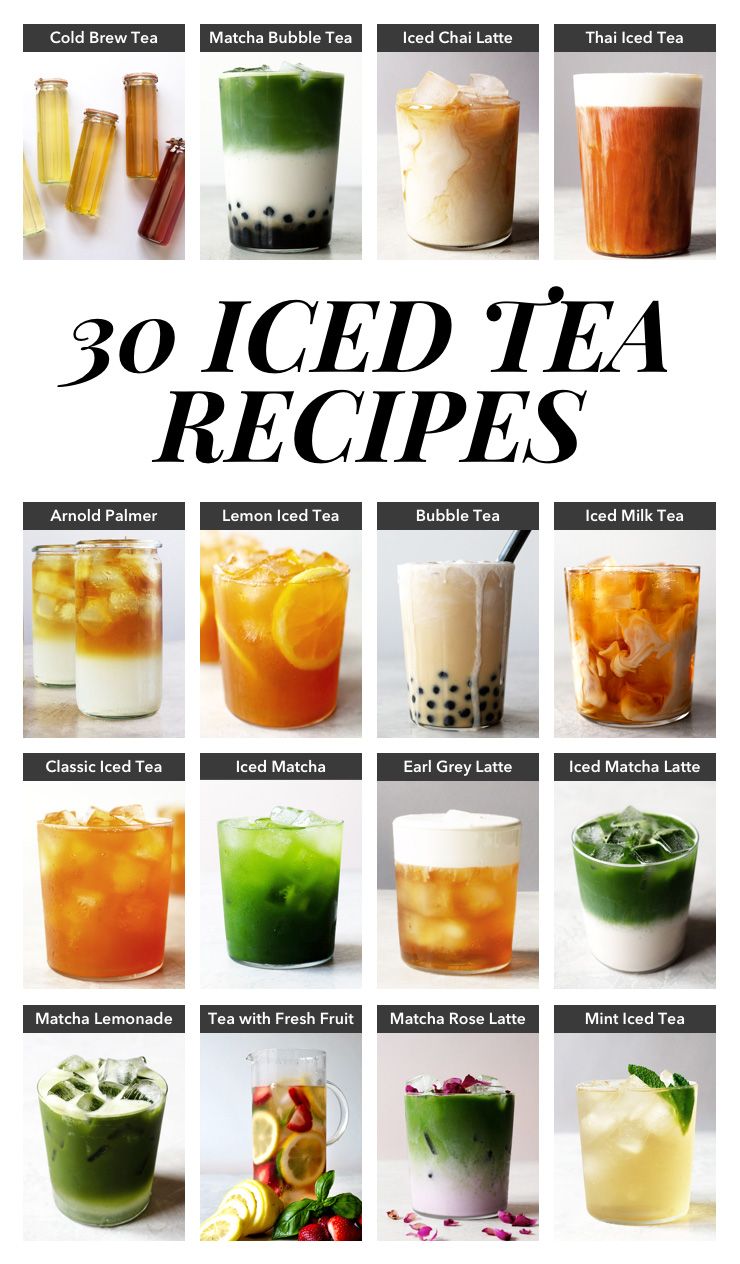 Cold Brew Tea
Matcha Bubble Tea
Iced Chai Latte
Thai Iced Tea
30 ICED TEA
RECIPES
Arnold Palmer
Lemon Iced Tea
Bubble Tea
Iced Milk Tea
Classic Iced Tea
Iced Matcha
Earl Grey Latte
Iced Matcha Latte
Matcha Lemonade
Tea with Fresh Fruit
Matcha Rose Latte
Mint Iced Tea